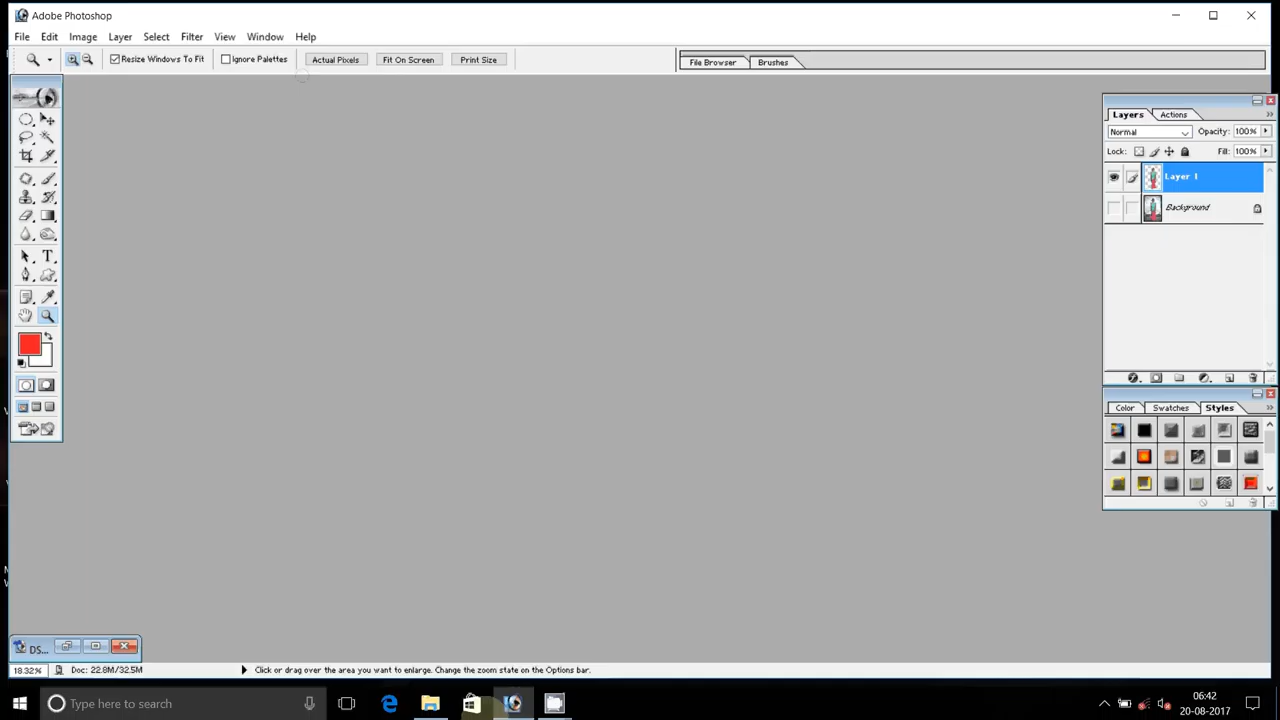 Adobe Photoshop
File Edit Image Layer Select Filter View Window Help
Resize Windows To Fit Ignore Palettes Actual Pixels Fit On Screen Print Size File Browser Brushes
Layers Actions
Normal Opacity: 100%
Lock: Fill: 100%
Layer 1
Background
Color Swatches Styles
DS...
18.32% Doc: 22.8M/32.5M Click or drag over the area you want to enlarge. Change the zoom state on the Options bar.
Type here to search
06:42
20-08-2017